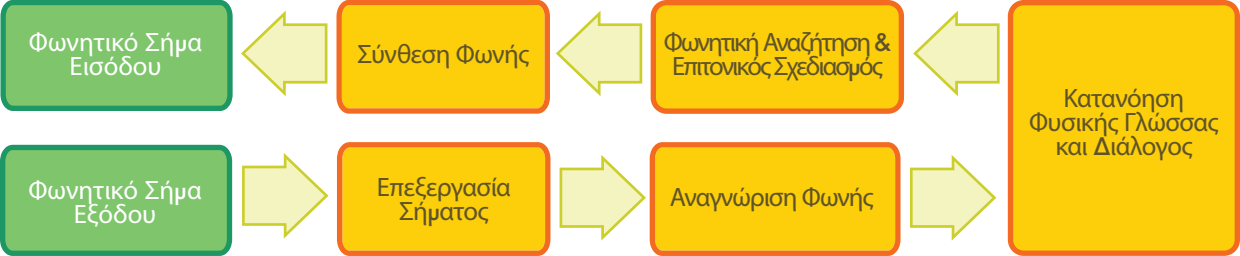 Φωνητικό Σήμα
Εισόδου
Σύνθεση Φωνής
Φωνητική Αναζήτηση &
Επιτονικός Σχεδιασμός
Κατανόηση
Φυσικής Γλώσσας
και Διάλογος
Φωνητικό Σήμα
Εξόδου
Επεξεργασία
Σήματος
Αναγνώριση Φωνής